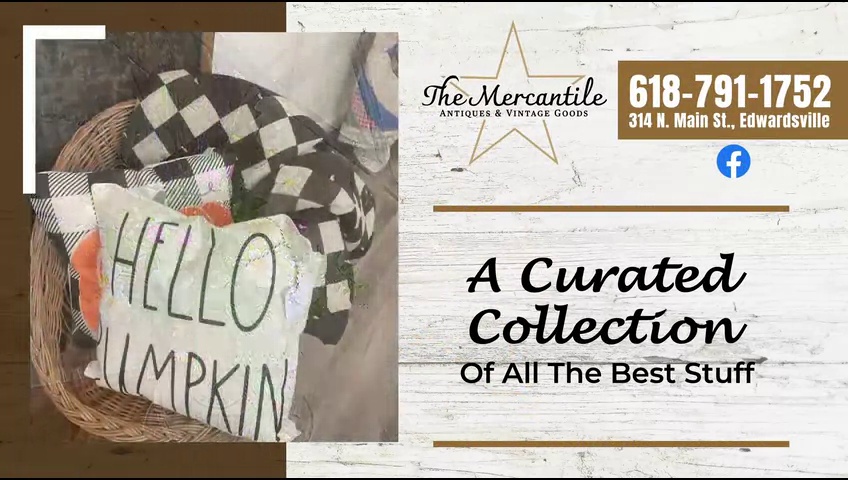 The Mercantile
ANTIQUES & VINTAGE GOODS
618-791-1752
314 N. Main St., Edwardsville
A Curated
Collection
Of All The Best Stuff
HELLO
PUMPKIN